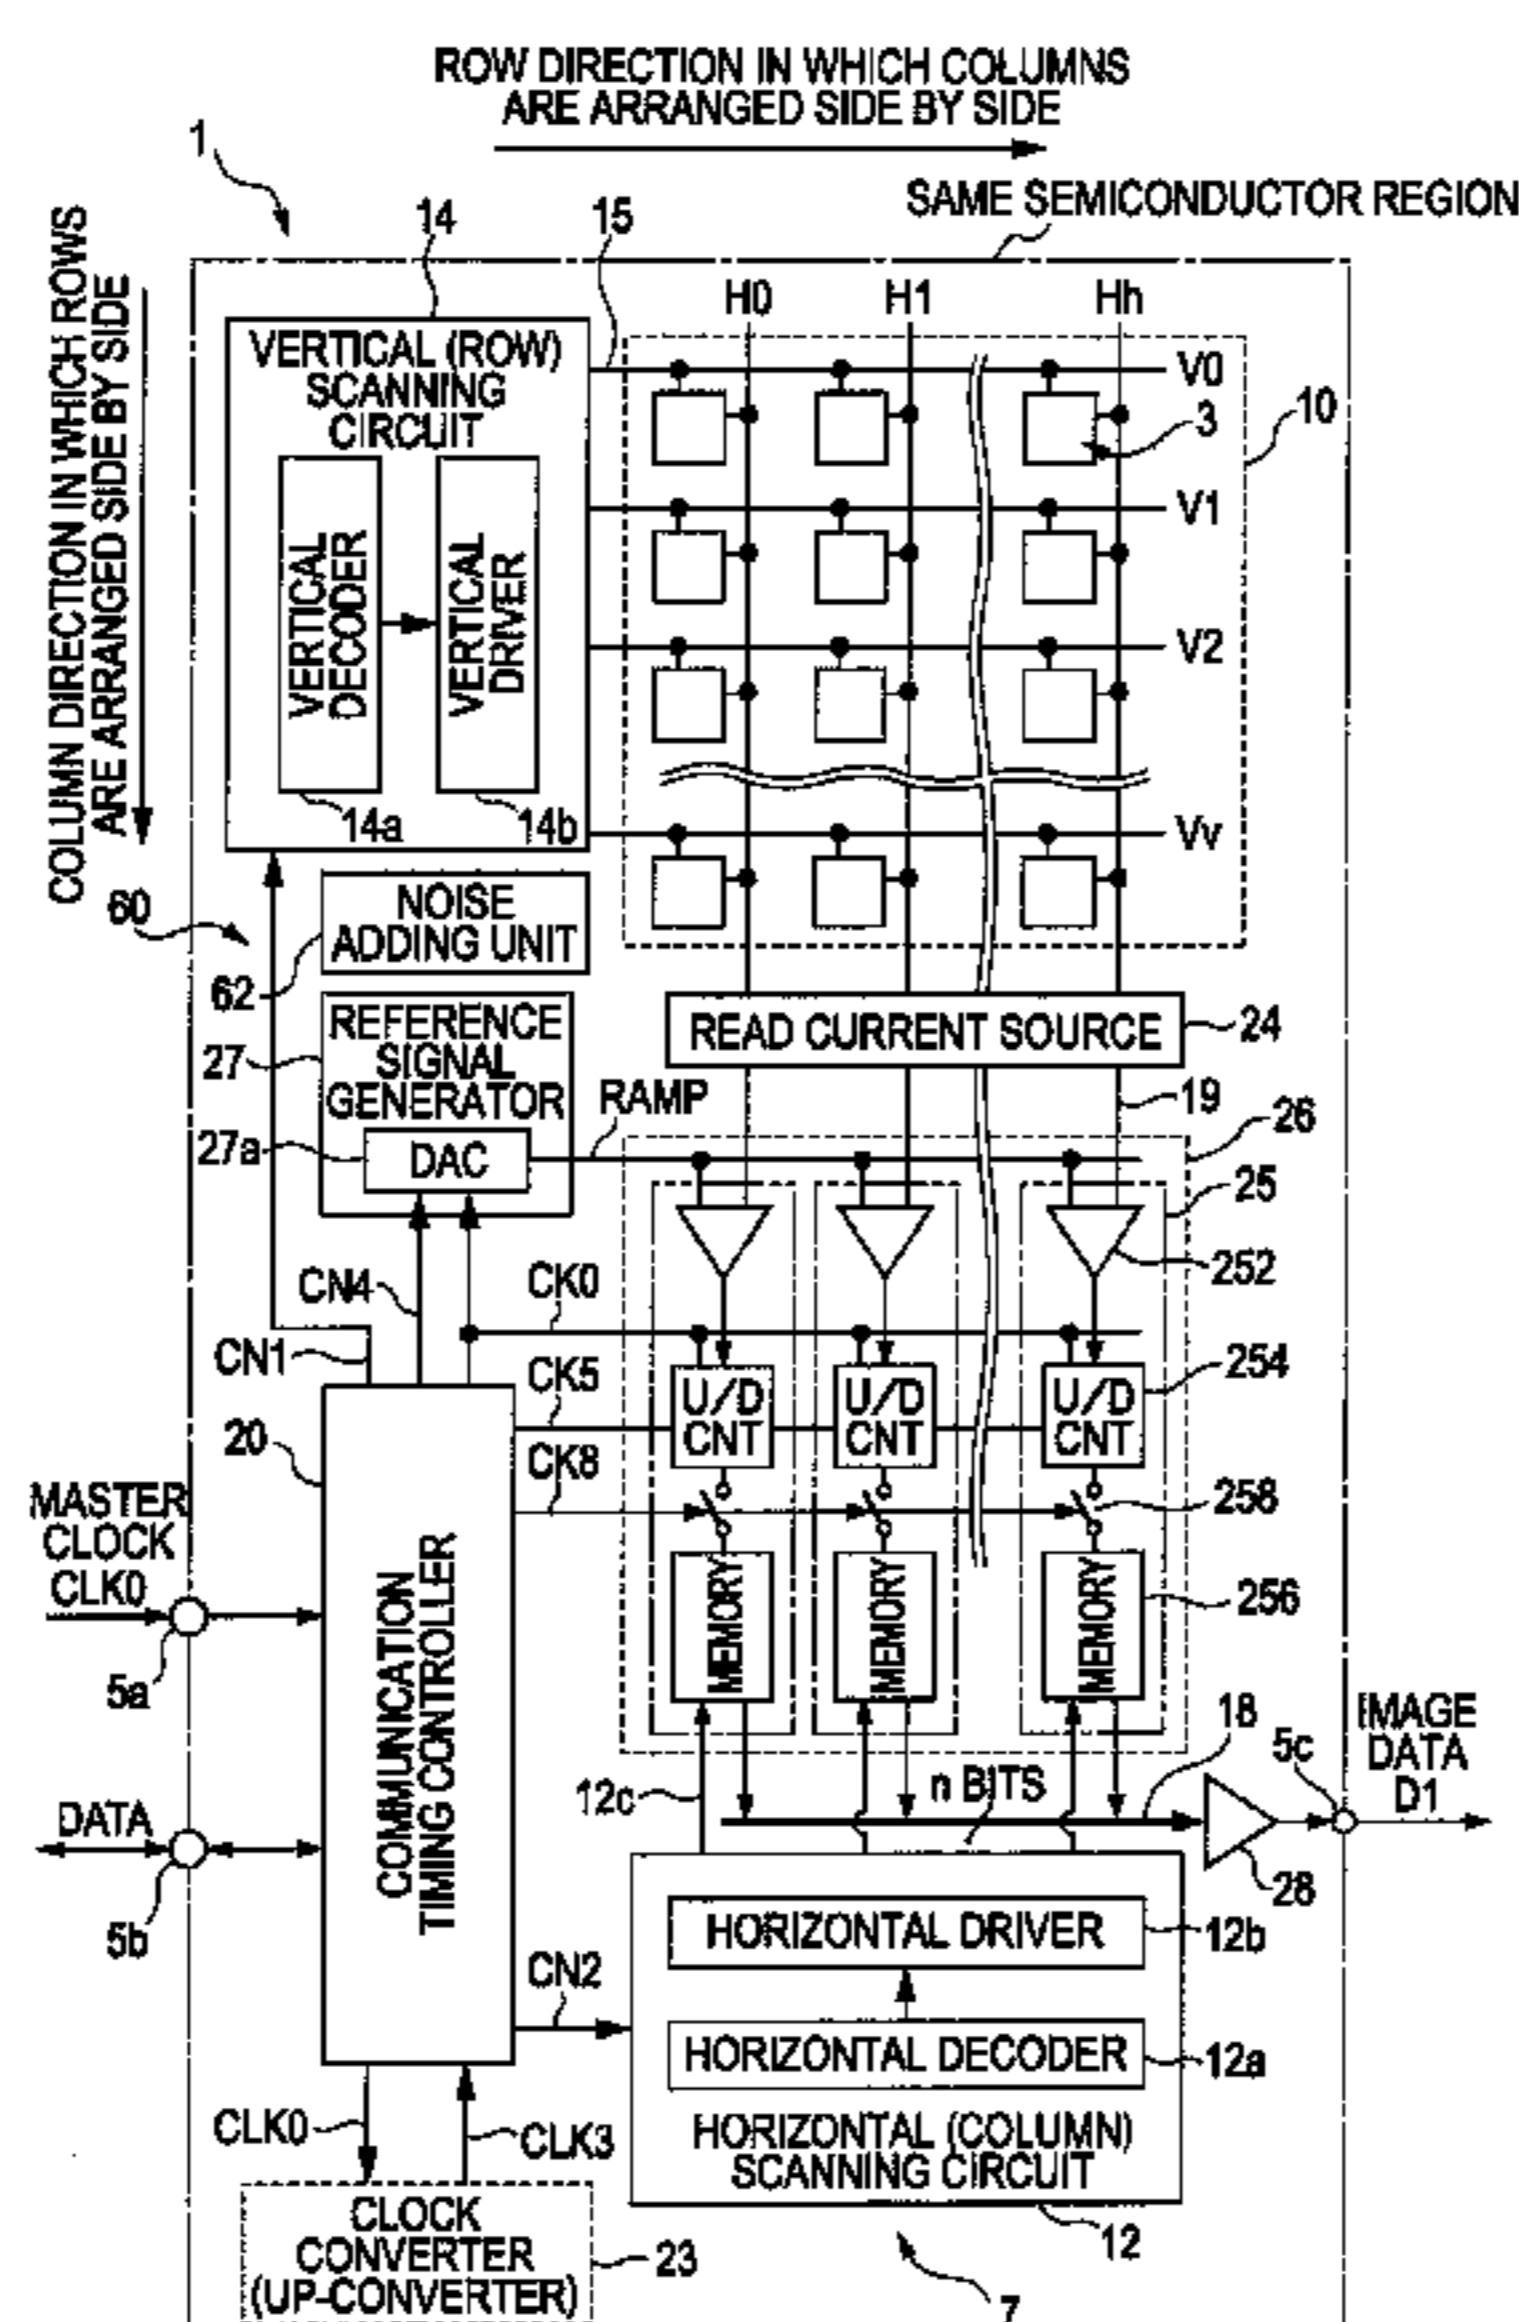 ROW DIRECTION IN WHICH COLUMNS
ARE ARRANGED SIDE BY SIDE
1
SAME SEMICONDUCTOR REGION
COLUMN DIRECTION IN WHICH ROWS
ARE ARRANGED SIDE BY SIDE
14
15
H0
H1
Hh
VERTICAL (ROW)
SCANNING
CIRCUIT
V0
3
10
VERTICAL
DECODER
VERTICAL
DRIVER
V1
V2
14a
14b
Vv
60
NOISE
ADDING UNIT
62
REFERENCE
SIGNAL
GENERATOR
27
READ CURRENT SOURCE
24
RAMP
19
26
27a
DAC
25
252
CN4
CK0
CN1
CK5
U/D
CNT
U/D
CNT
U/D
CNT
254
20
CK8
258
MASTER
CLOCK
CLK0
MEMORY
MEMORY
MEMORY
256
5a
COMMUNICATION
TIMING CONTROLLER
18
5c
IMAGE
DATA
D1
12c
n BITS
DATA
28
5b
HORIZONTAL DRIVER
12b
CN2
HORIZONTAL DECODER
12a
CLK0
CLK3
HORIZONTAL (COLUMN)
SCANNING CIRCUIT
12
CLOCK
CONVERTER
(UP-CONVERTER)
23
7